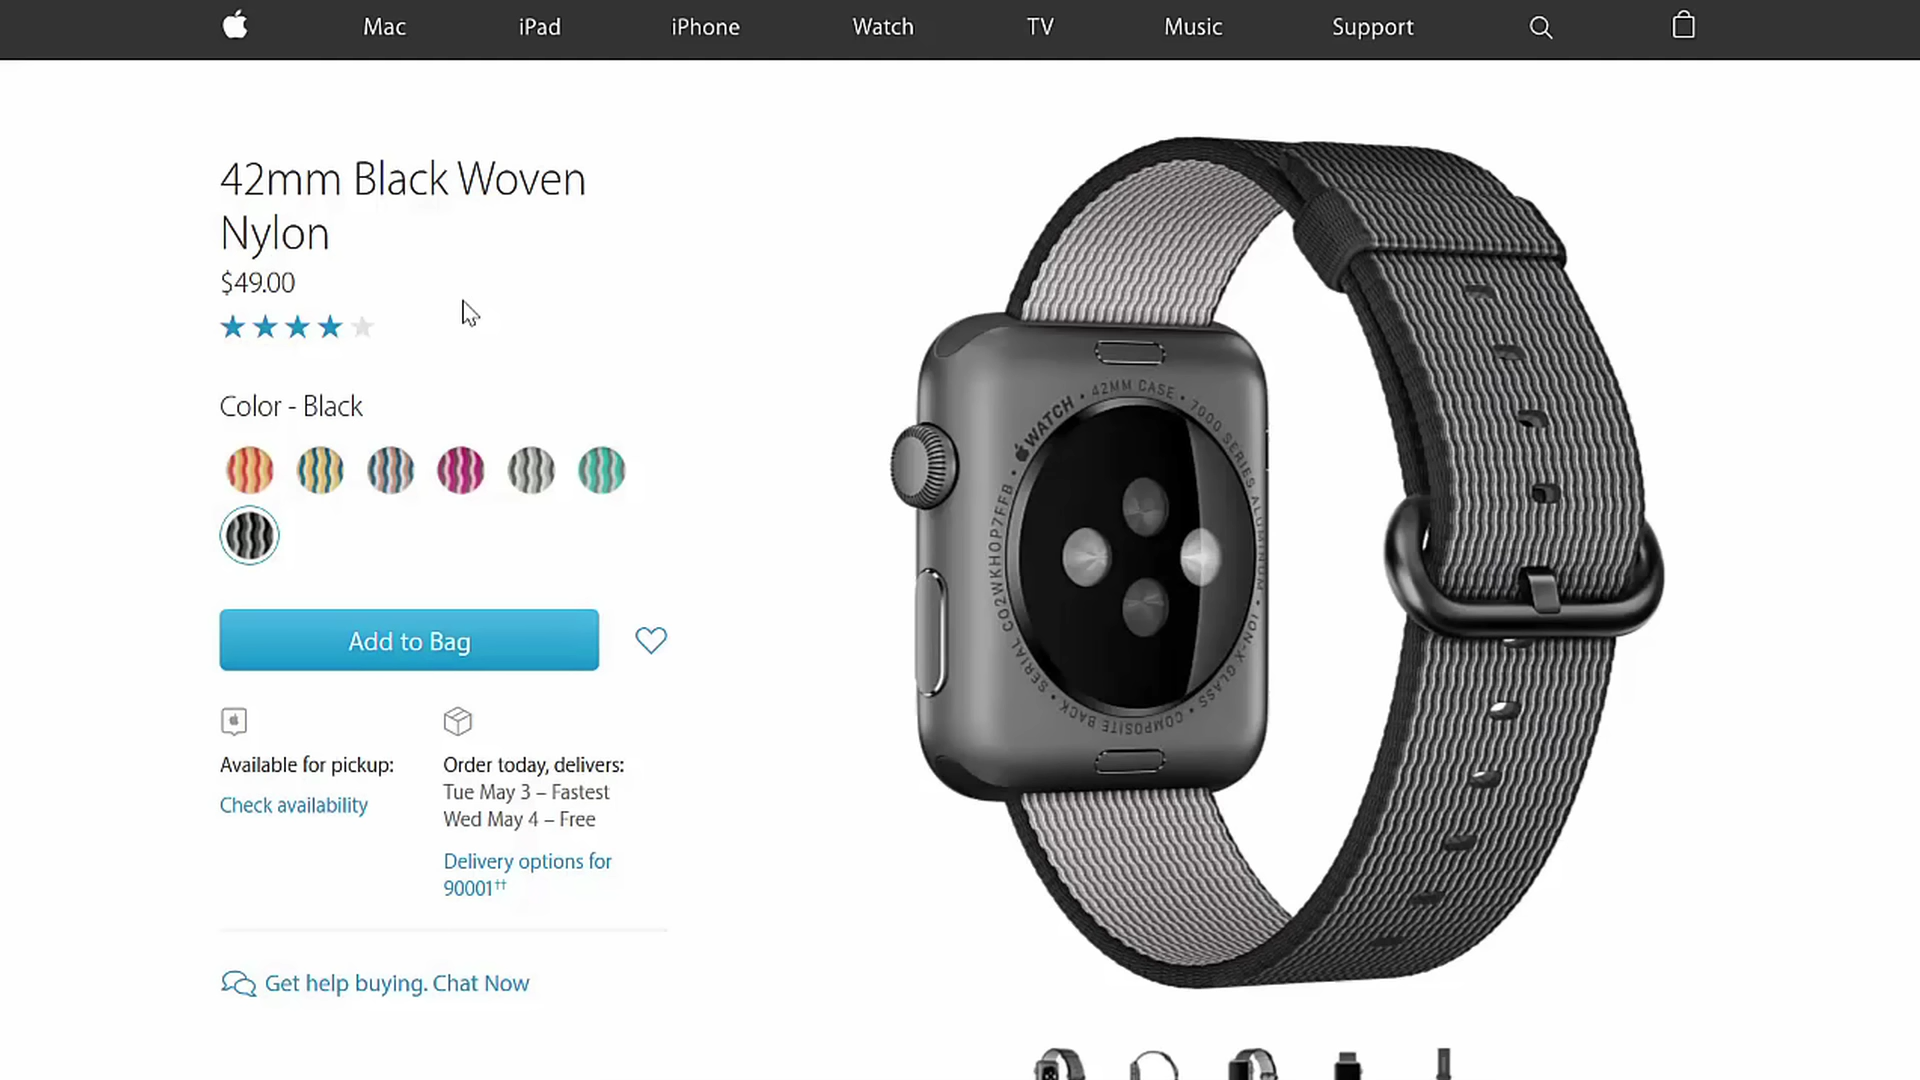 Mac iPad iPhone Watch TV Music Support
42mm Black Woven
Nylon
$49.00
Color - Black
Add to Bag
Available for pickup:
Check availability
Order today, delivers:
Tue May 3 – Fastest
Wed May 4 – Free
Delivery options for
90001††
Get help buying. Chat Now
WATCH • 42MM CASE • 7000 SERIES ALUMINUM • ION-X GLASS • COMPOSITE BACK • SERIAL